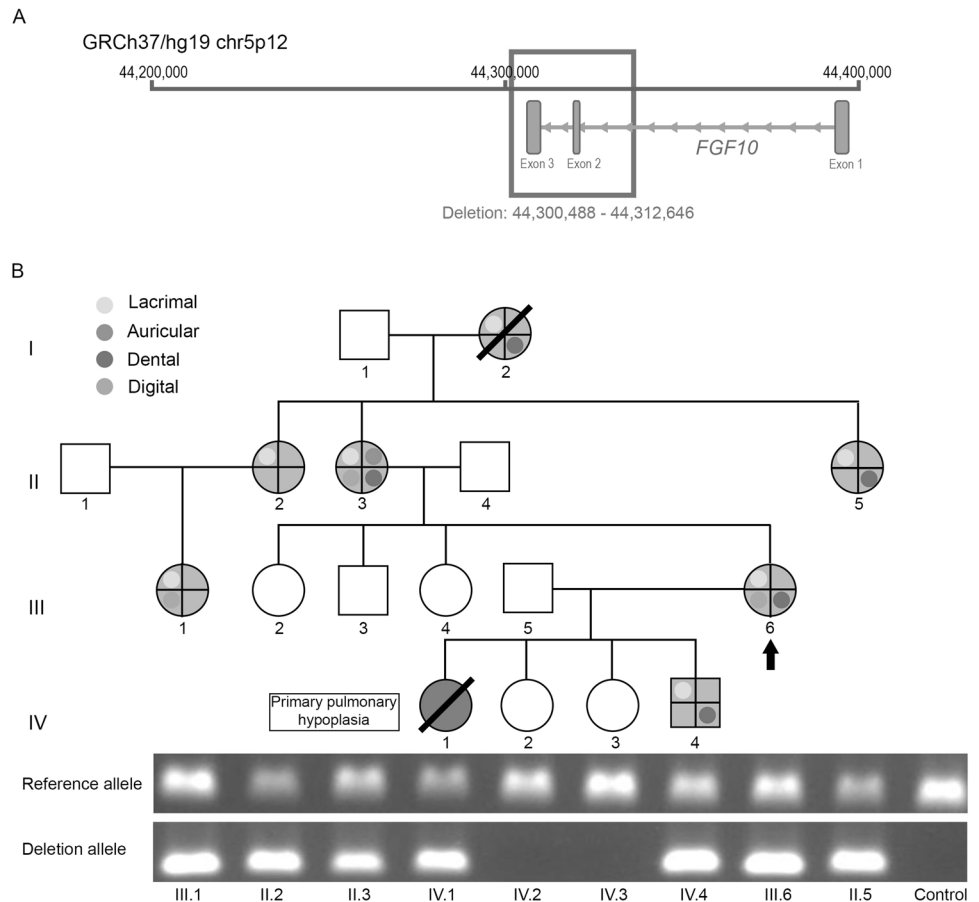 A
GRCh37/hg19 chr5p12
44,200,000 44,300,000 44,400,000
FGF10
Exon 3 Exon 2 Exon 1
Deletion: 44,300,488 - 44,312,646
B
Lacrimal
Auricular
Dental
Digital
I
1 2
II
1 2 3 4 5
III
1 2 3 4 5 6
Primary pulmonary
hypoplasia
IV
1 2 3 4
Reference allele
Deletion allele
III.1 II.2 II.3 IV.1 IV.2 IV.3 IV.4 III.6 II.5 Control